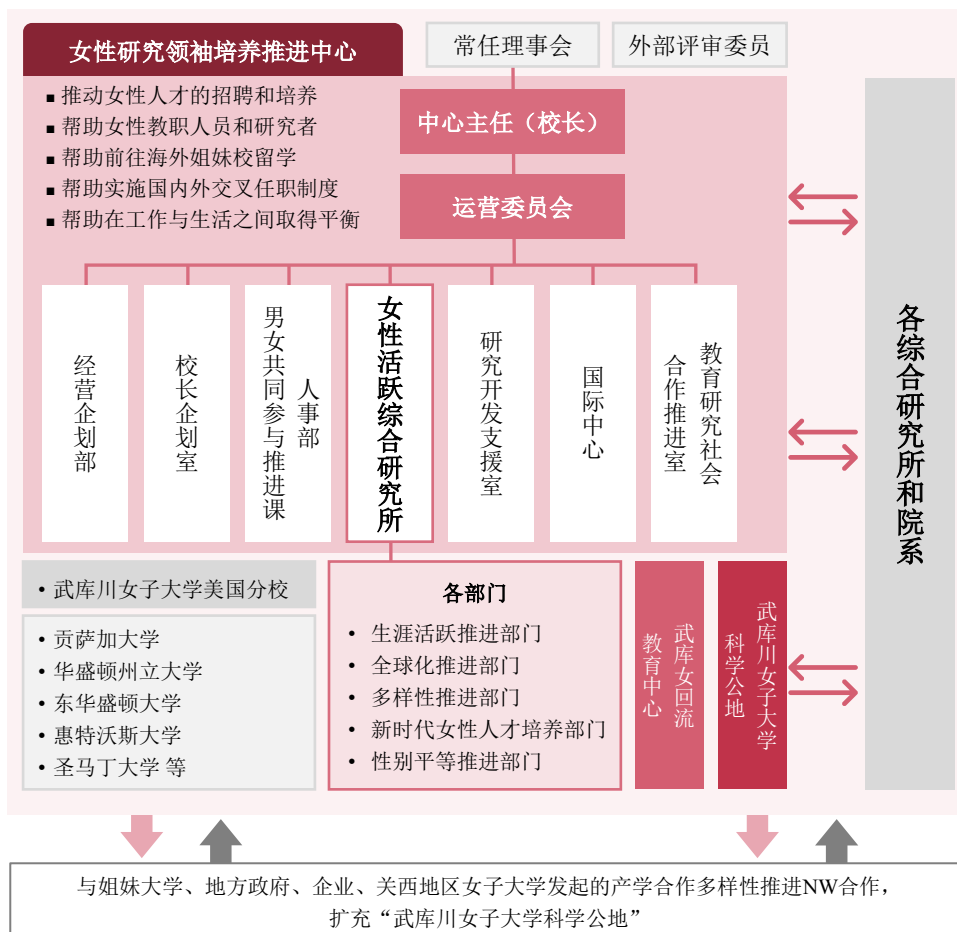 女性研究领袖培养推进中心
常任理事会
外部评审委员
▪ 推动女性人才的招聘和培养
▪ 帮助女性教职人员和研究者
▪ 帮助前往海外姐妹校留学
▪ 帮助实施国内外交叉任职制度
▪ 帮助在工作与生活之间取得平衡
中心主任（校长）
运营委员会
经营企划部
校长企划室
人事部
男女共同参与推进课
女性活跃综合研究所
研究开发支援室
国际中心
教育研究社会
合作推进室
各综合研究所和院系
• 武库川女子大学美国分校
• 贡萨加大学
• 华盛顿州立大学
• 东华盛顿大学
• 惠特沃斯大学
• 圣马丁大学 等
各部门
• 生涯活跃推进部门
• 全球化推进部门
• 多样性推进部门
• 新时代女性人才培养部门
• 性别平等推进部门
武库女回流
教育中心
武库川女子大学
科学公地
与姐妹大学、地方政府、企业、关西地区女子大学发起的产学合作多样性推进NW合作，
扩充“武库川女子大学科学公地”